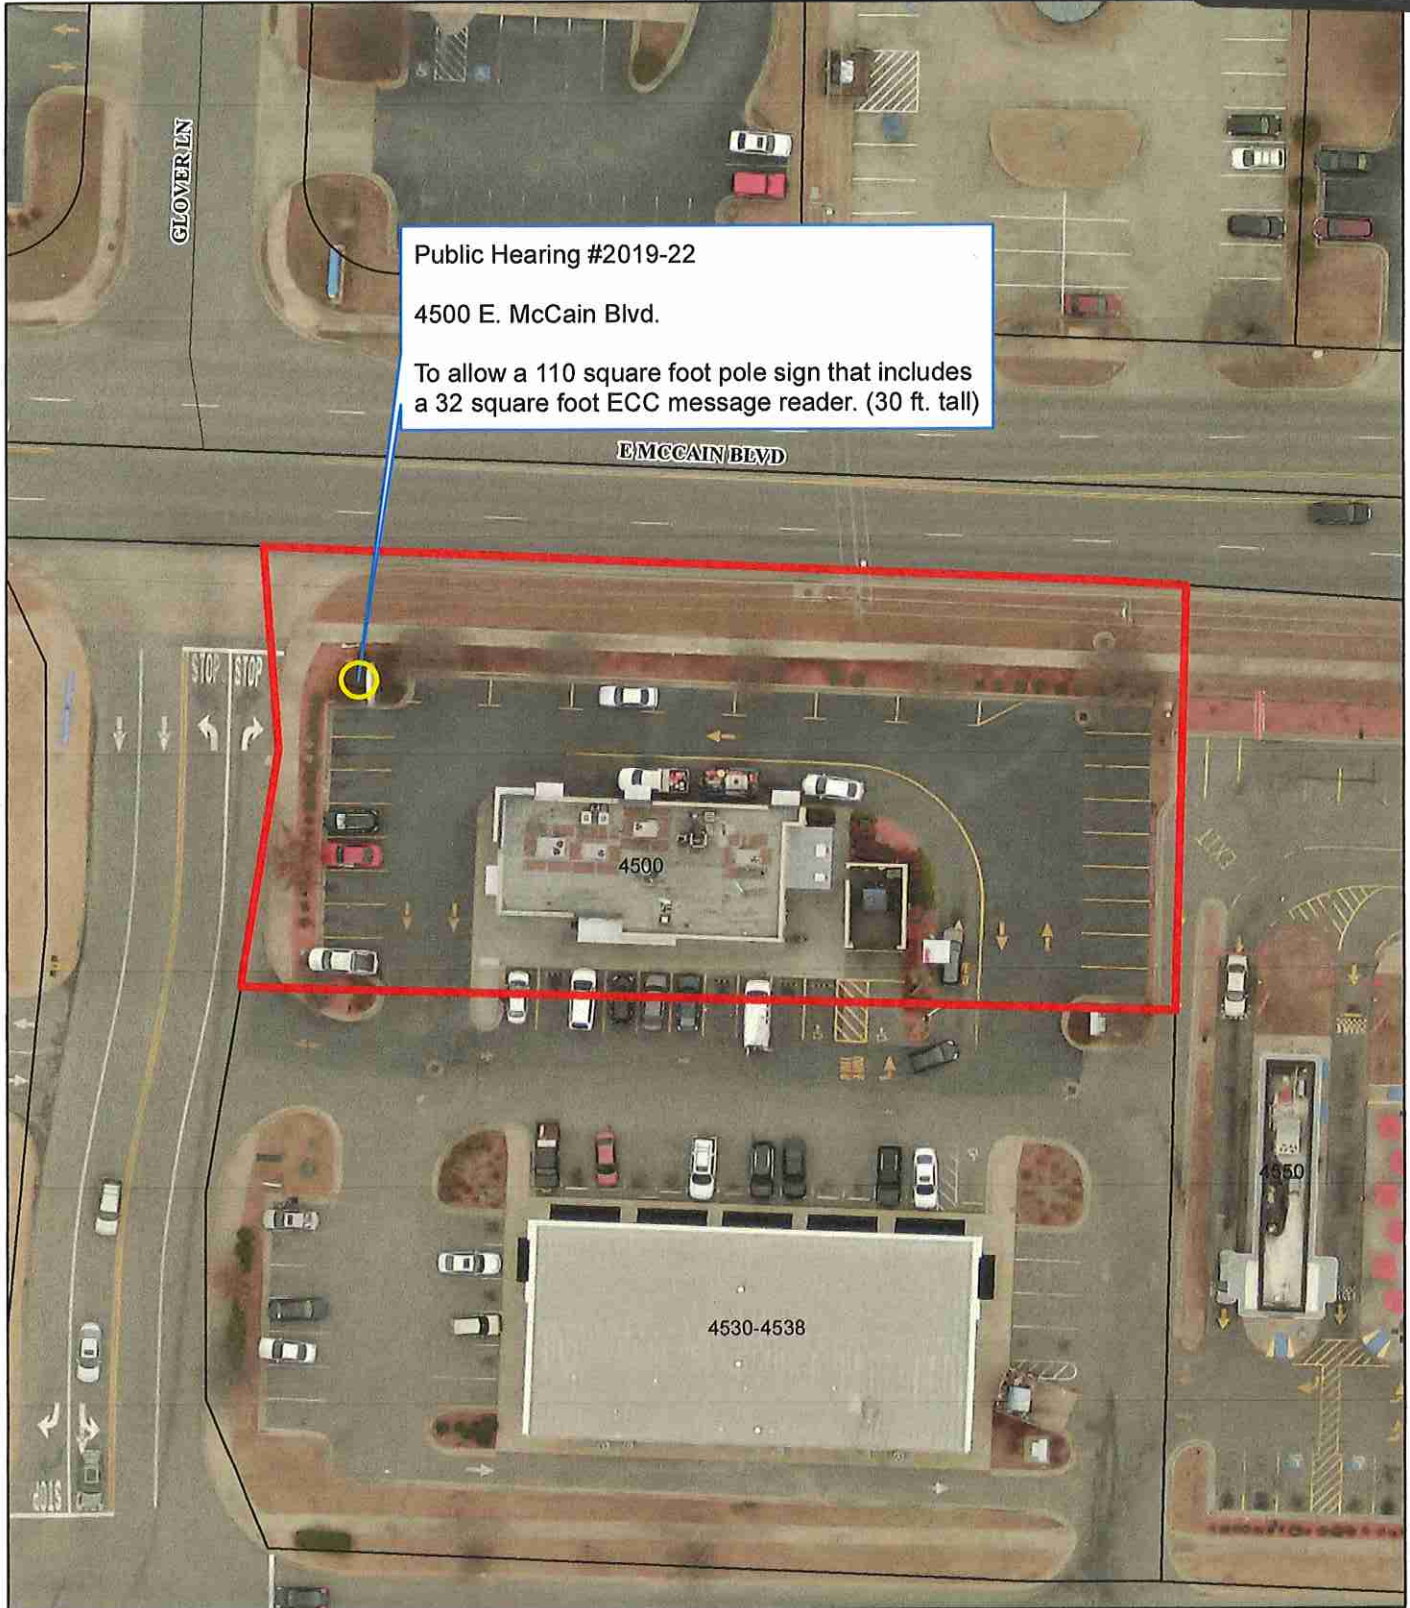 GLOVER LN
Public Hearing #2019-22
4500 E. McCain Blvd.
To allow a 110 square foot pole sign that includes
a 32 square foot ECC message reader. (30 ft. tall)
E MCCAIN BLVD
STOP STOP
EXIT
4500
4550
4530-4538
STOP